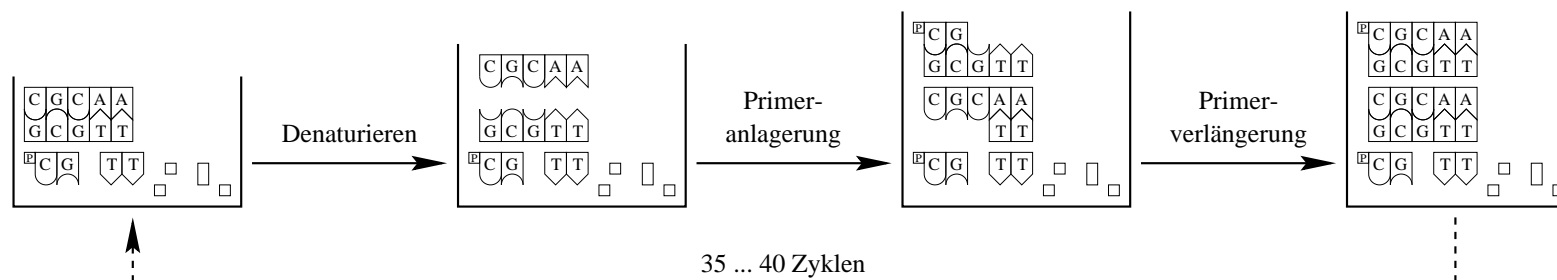 C G C A A
G C G T T
P C G T T
Denaturieren
C G C A A
G C G T T
P C G T T
Primer-
anlagerung
P C G
G C G T T
C G C A A
T T
P C G T T
Primer-
verlängerung
P C G C A A
G C G T T
C G C A A
G C G T T
P C G T T
35 ... 40 Zyklen